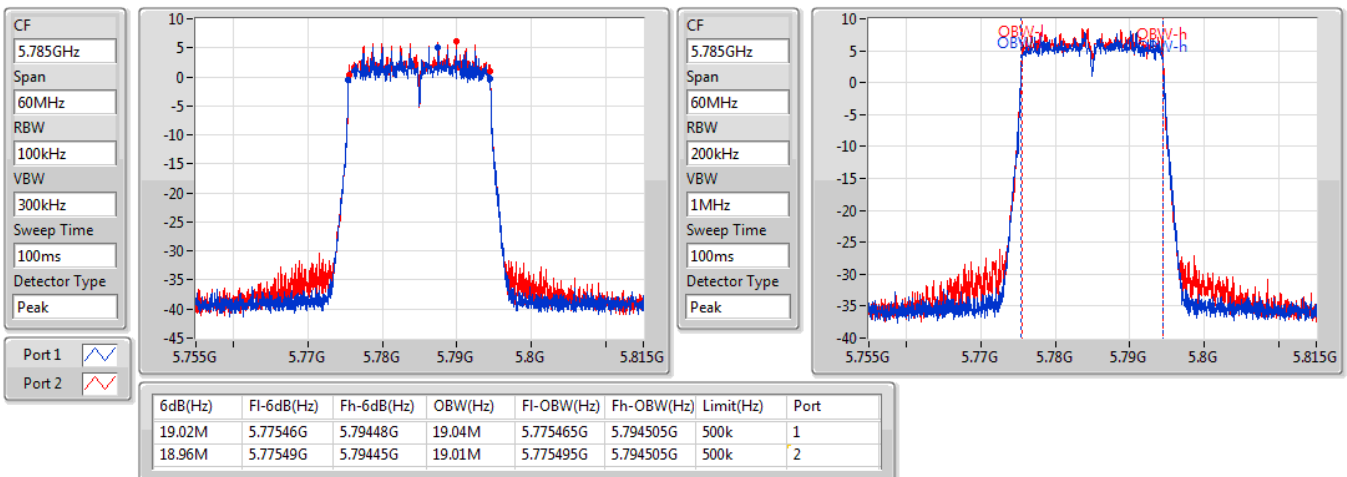 CF
5.785GHz
Span
60MHz
RBW
100kHz
VBW
300kHz
Sweep Time
100ms
Detector Type
Peak
Port 1
Port 2
10
5
0
-5
-10
-15
-20
-25
-30
-35
-40
-45
5.755G 5.77G 5.78G 5.79G 5.8G 5.815G
CF
5.785GHz
Span
60MHz
RBW
200kHz
VBW
1MHz
Sweep Time
100ms
Detector Type
Peak
10
5
0
-5
-10
-15
-20
-25
-30
-35
-40
OBW-h
OBW-h
5.755G 5.77G 5.78G 5.79G 5.8G 5.815G
6dB(Hz) Fl-6dB(Hz) Fh-6dB(Hz) OBW(Hz) Fl-OBW(Hz) Fh-OBW(Hz) Limit(Hz) Port
19.02M 5.77546G 5.79448G 19.04M 5.775465G 5.794505G 500k 1
18.96M 5.77549G 5.79445G 19.01M 5.775495G 5.794505G 500k 2